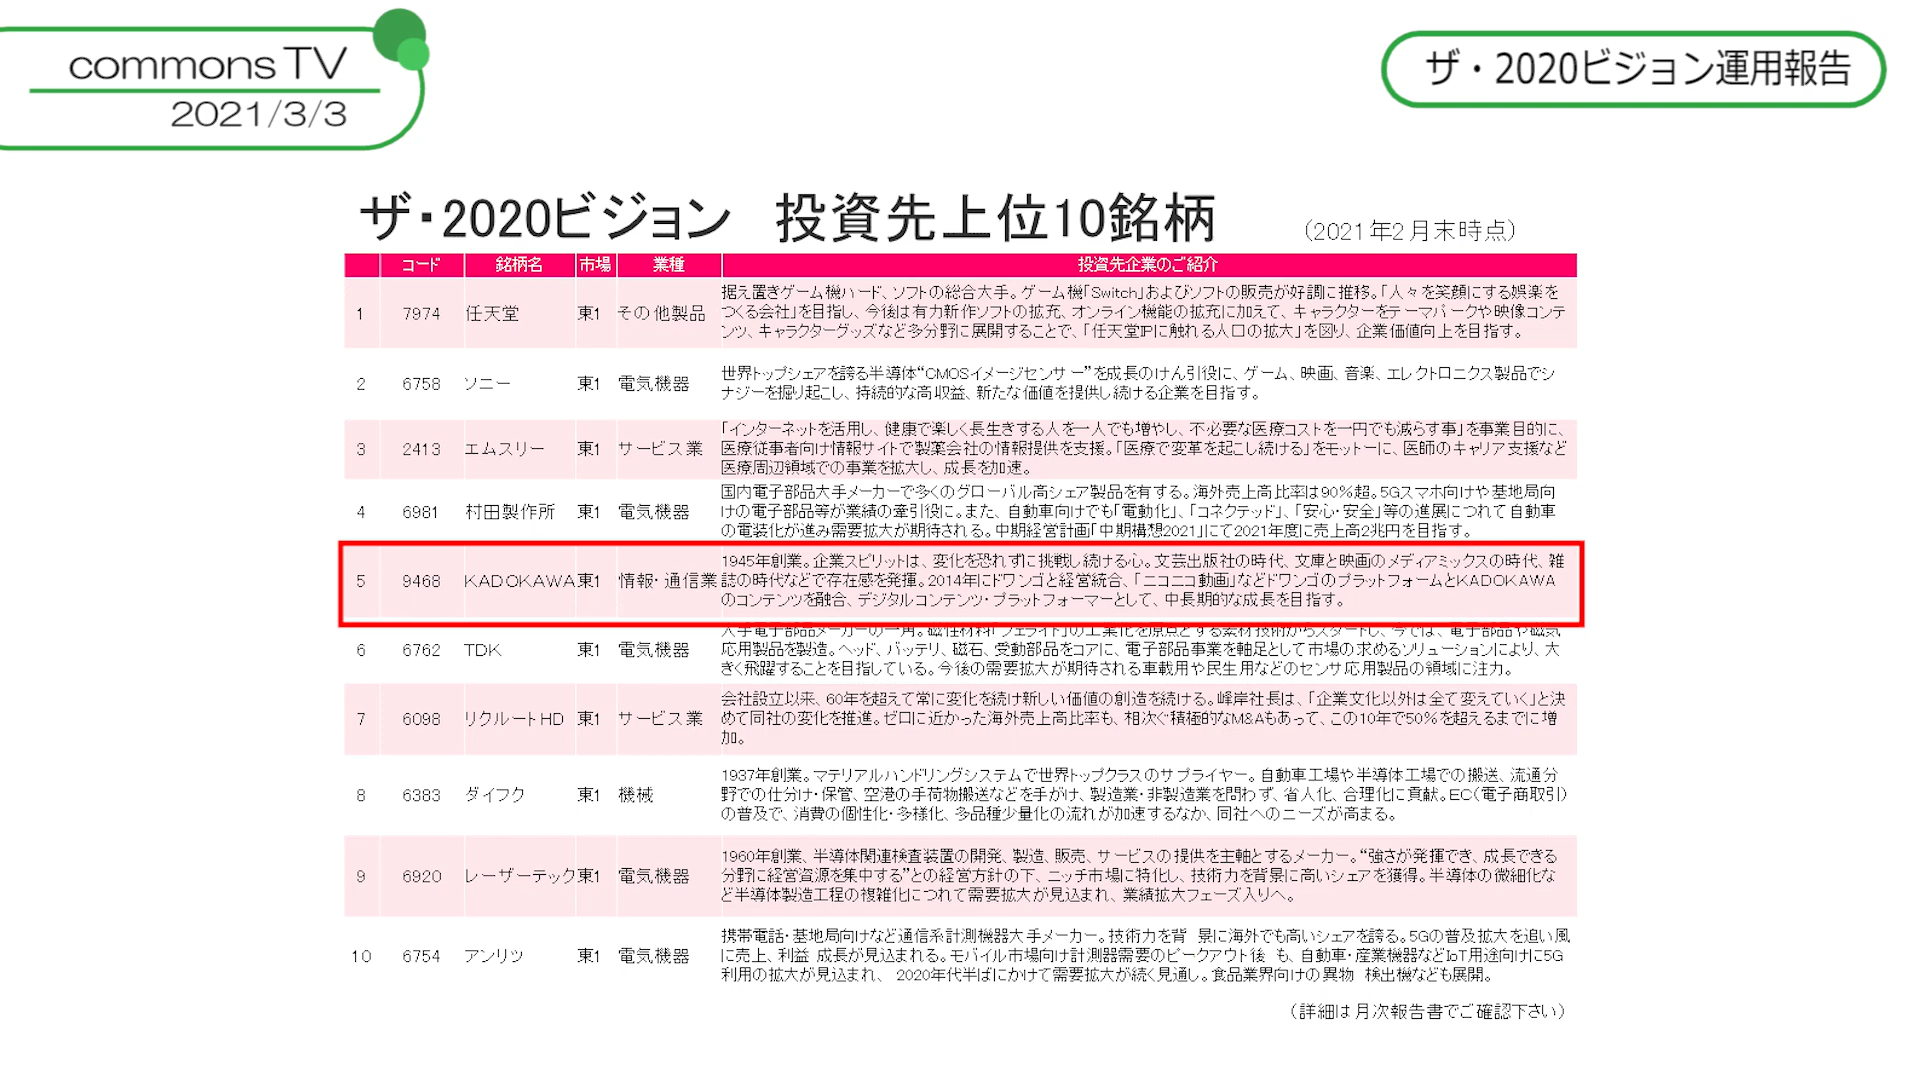 commons TV
2021/3/3
ザ・2020ビジョン運用報告
ザ・2020ビジョン 投資先上位10銘柄 （2021年2月末時点）
コード 銘柄名 市場 業種 投資先企業のご紹介
1 7974 任天堂 東1 その他製品
据え置きゲーム機ハード、ソフトの総合大手。ゲーム機「Switch」およびソフトの販売が好調に推移。「人々を笑顔にする娯楽を
つくる会社」を目指し、今後は有力新作ソフトの拡充、オンライン機能の拡充に加えて、キャラクターをテーマパークや映像コンテ
ンツ、キャラクターグッズなど多分野に展開することで、「任天堂IPに触れる人口の拡大」を図り、企業価値向上を目指す。
2 6758 ソニー 東1 電気機器
世界トップシェアを誇る半導体“CMOSイメージセンサー”を成長のけん引役に、ゲーム、映画、音楽、エレクトロニクス製品でシ
ナジーを掘り起こし、持続的な高収益、新たな価値を提供し続ける企業を目指す。
3 2413 エムスリー 東1 サービス業
「インターネットを活用し、健康で楽しく長生きする人を一人でも増やし、不必要な医療コストを一円でも減らす事」を事業目的に、
医療従事者向け情報サイトで製薬会社の情報提供を支援。「医療で変革を起こし続ける」をモットーに、医師のキャリア支援など
医療周辺領域での事業を拡大し、成長を加速。
4 6981 村田製作所 東1 電気機器
国内電子部品大手メーカーで多くのグローバル高シェア製品を有する。海外売上高比率は90％超。5Gスマホ向けや基地局向
けの電子部品等が業績の牽引役に。また、自動車向けでも「電動化」、「コネクテッド」、「安心・安全」等の進展につれて自動車
の電装化が進み需要拡大が期待される。中期経営計画「中期構想2021」にて2021年度に売上高2兆円を目指す。
5 9468 KADOKAWA 東1 情報・通信業
1945年創業。企業スピリットは、変化を恐れずに挑戦し続ける心。文芸出版社の時代、文庫と映画のメディアミックスの時代、雑
誌の時代などで存在感を発揮。2014年にドワンゴと経営統合、「ニコニコ動画」などドワンゴのプラットフォームとKADOKAWA
のコンテンツを融合、デジタルコンテンツ・プラットフォーマーとして、中長期的な成長を目指す。
6 6762 TDK 東1 電気機器
大手電子部品メーカーの一角。磁性材料「フェライト」の工業化を原点とする素材技術からスタートし、今では、電子部品や磁気
応用製品を製造。ヘッド、バッテリ、磁石、受動部品をコアに、電子部品事業を軸足として市場の求めるソリューションにより、大
きく飛躍することを目指している。今後の需要拡大が期待される車載用や民生用などのセンサ応用製品の領域に注力。
7 6098 リクルートHD 東1 サービス業
会社設立以来、60年を超えて常に変化を続け新しい価値の創造を続ける。峰岸社長は、「企業文化以外は全て変えていく」と決
めて同社の変化を推進。ゼロに近かった海外売上高比率も、相次ぐ積極的なM&Aもあって、この10年で50％を超えるまでに増
加。
8 6383 ダイフク 東1 機械
1937年創業。マテリアルハンドリングシステムで世界トップクラスのサプライヤー。自動車工場や半導体工場での搬送、流通分
野での仕分け・保管、空港の手荷物搬送などを手がけ、製造業・非製造業を問わず、省人化、合理化に貢献。EC（電子商取引）
の普及で、消費の個性化・多様化、多品種少量化の流れが加速するなか、同社へのニーズが高まる。
9 6920 レーザーテック 東1 電気機器
1960年創業、半導体関連検査装置の開発、製造、販売、サービスの提供を主軸とするメーカー。“強さが発揮でき、成長できる
分野に経営資源を集中する”との経営方針の下、ニッチ市場に特化し、技術力を背景に高いシェアを獲得。半導体の微細化な
ど半導体製造工程の複雑化につれて需要拡大が見込まれ、業績拡大フェーズ入りへ。
10 6754 アンリツ 東1 電気機器
携帯電話・基地局向けなど通信系計測機器大手メーカー。技術力を背 景に海外でも高いシェアを誇る。5Gの普及拡大を追い風
に売上、利益 成長が見込まれる。モバイル市場向け計測器需要のピークアウト後 も、自動車・産業機器などIoT用途向けに5G
利用の拡大が見込まれ、 2020年代半ばにかけて需要拡大が続く見通し。食品業界向けの異物 検出機なども展開。
（詳細は月次報告書でご確認下さい）